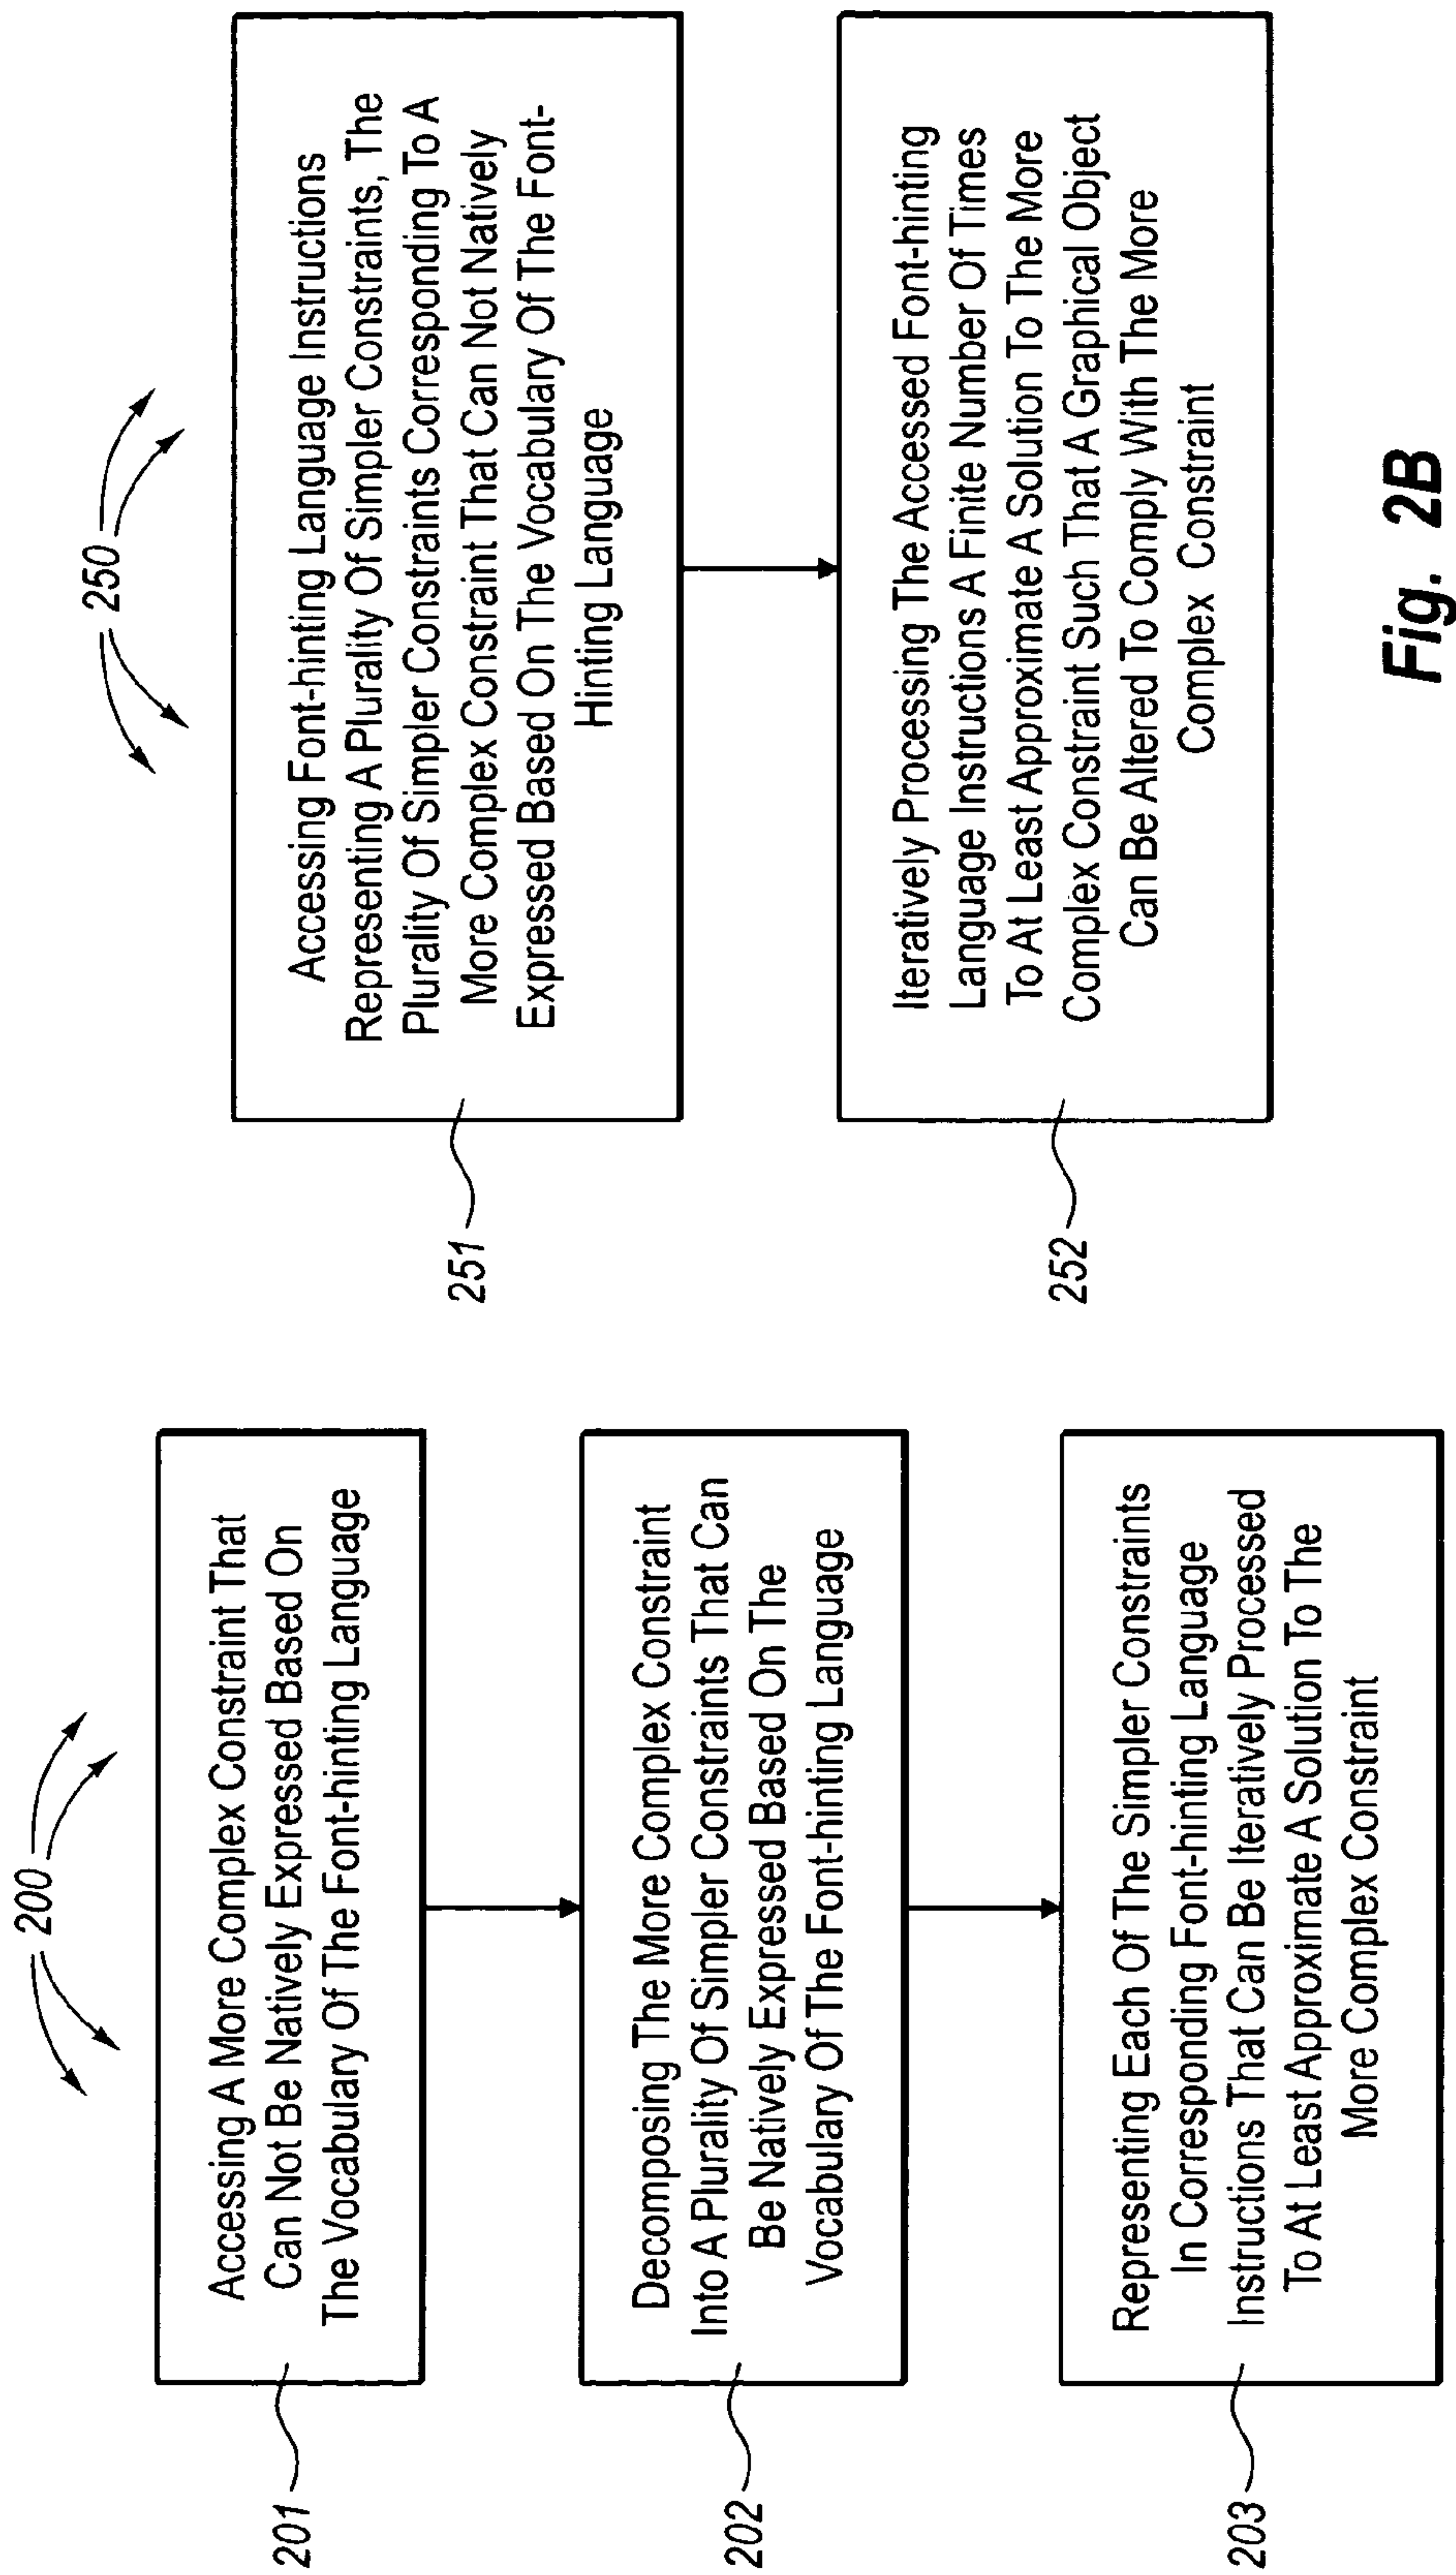 200
201
Accessing A More Complex Constraint That
Can Not Be Natively Expressed Based On
The Vocabulary Of The Font-hinting Language
202
Decomposing The More Complex Constraint
Into A Plurality Of Simpler Constraints That Can
Be Natively Expressed Based On The
Vocabulary Of The Font-hinting Language
203
Representing Each Of The Simpler Constraints
In Corresponding Font-hinting Language
Instructions That Can Be Iteratively Processed
To At Least Approximate A Solution To The
More Complex Constraint
250
251
Accessing Font-hinting Language Instructions
Representing A Plurality Of Simpler Constraints, The
Plurality Of Simpler Constraints Corresponding To A
More Complex Constraint That Can Not Natively
Expressed Based On The Vocabulary Of The Font-
Hinting Language
252
Iteratively Processing The Accessed Font-hinting
Language Instructions A Finite Number Of Times
To At Least Approximate A Solution To The More
Complex Constraint Such That A Graphical Object
Can Be Altered To Comply With The More
Complex Constraint
Fig. 2B